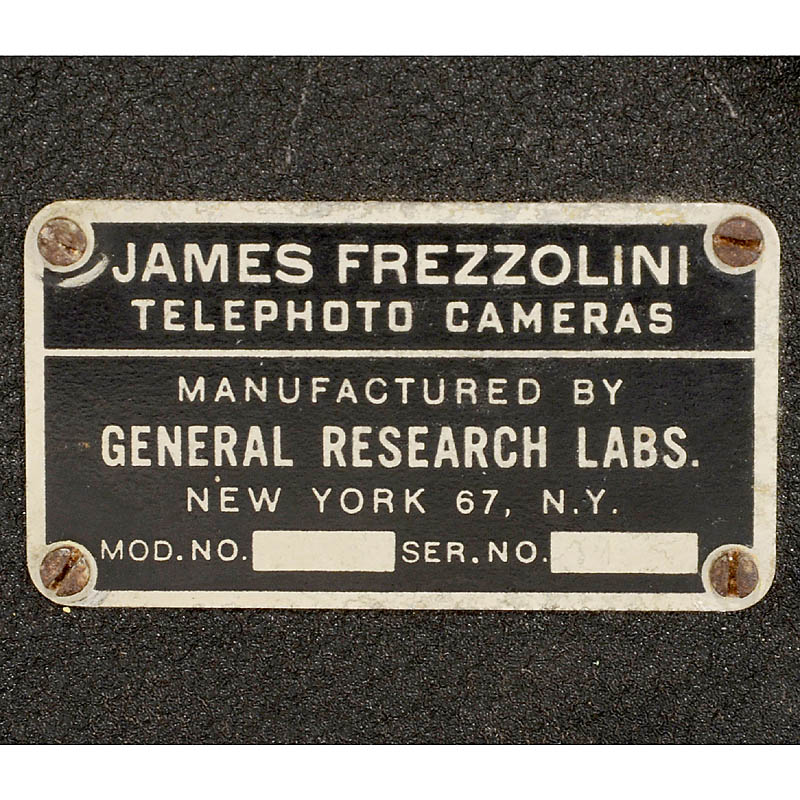 JAMES FREZZOLINI
TELEPHOTO CAMERAS
MANUFACTURED BY
GENERAL RESEARCH LABS.
NEW YORK 67, N.Y.
MOD.NO. SER.NO.